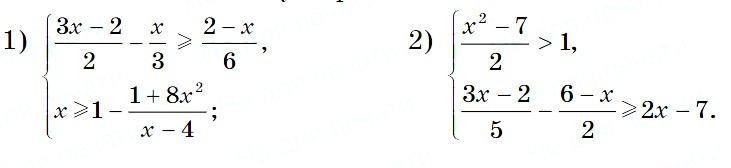 1) { (3x − 2)/2 − x/3 ⩾ (2 − x)/6,
x ⩾ 1 − (1 + 8x²)/(x − 4);
2) { (x² − 7)/2 > 1,
(3x − 2)/5 − (6 − x)/2 ⩾ 2x − 7.